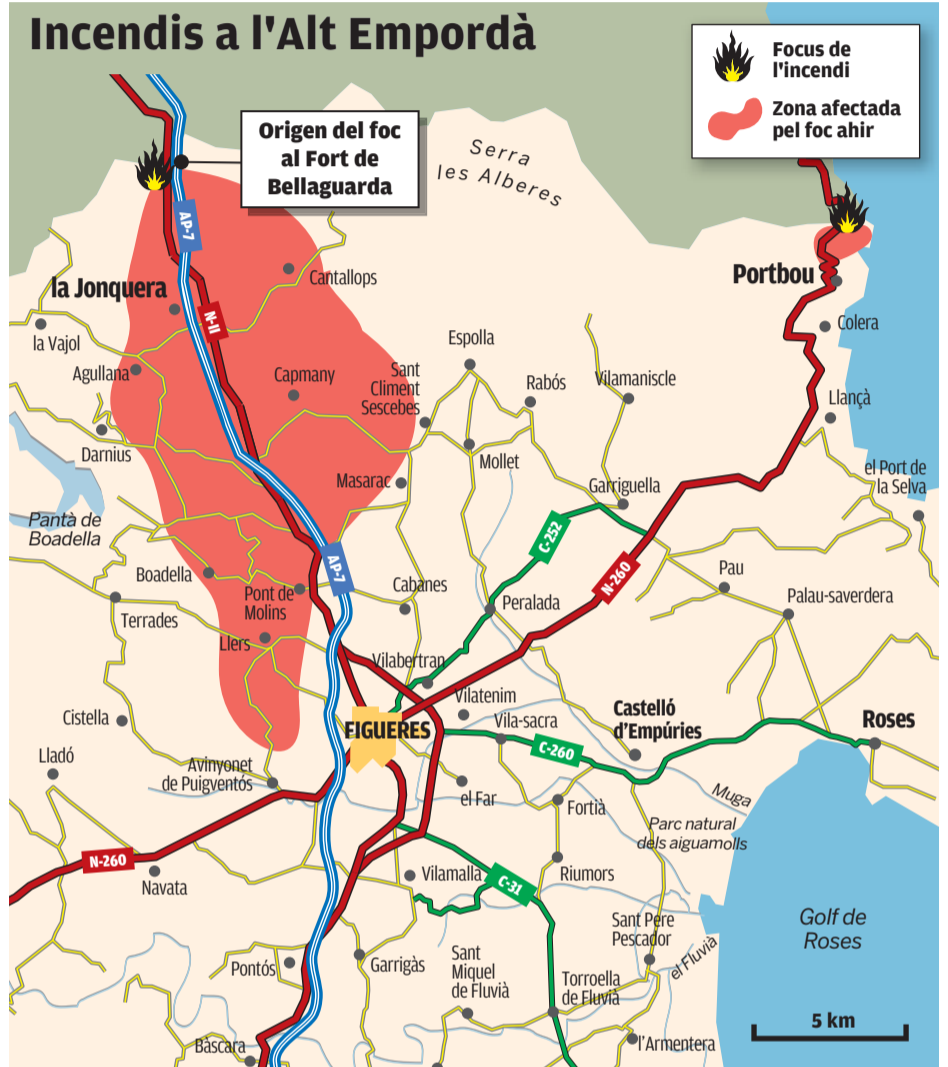 Incendis a l'Alt Empordà
Focus de
l'incendi
Zona afectada
pel foc ahir
Origen del foc
al Fort de
Bellaguarda
Serra
les Alberes
AP-7
Cantallops
Portbou
la Jonquera
N-II
Colera
la Vajol
Espolla
Agullana
Capmany
Sant
Climent
Sescebes
Rabós
Vilamaniscle
Llançà
Darnius
Mollet
Masarac
el Port de
la Selva
Garriguella
Pantà de
Boadella
C-252
AP-7
N-260
Boadella
Pont de
Molins
Cabanes
Pau
Peralada
Palau-saverdera
Terrades
Llers
Vilabertran
Vilatenim
Cistella
FIGUERES
Vila-sacra
Castelló
d'Empúries
Roses
C-260
Lladó
Avinyonet
de Puigventós
el Far
Fortià
Muga
Parc natural
dels aiguamolls
N-260
Navata
Vilamalla
C-31
Riumors
Golf de
Roses
Sant Pere
Pescador
el Fluvià
Pontós
Garrigàs
Sant
Miquel
de Fluvià
Torroella
de Fluvià
5 km
Bàscara
l'Armentera